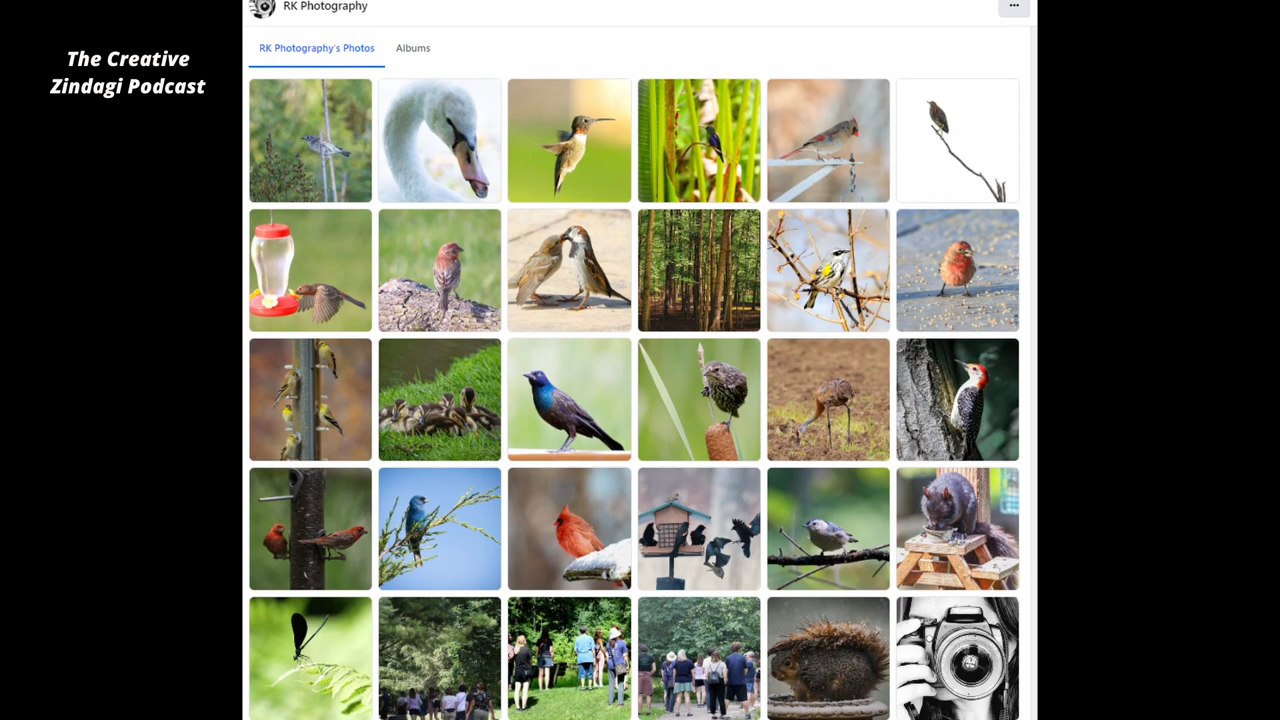 RK Photography
The Creative
Zindagi Podcast
RK Photography's Photos
Albums